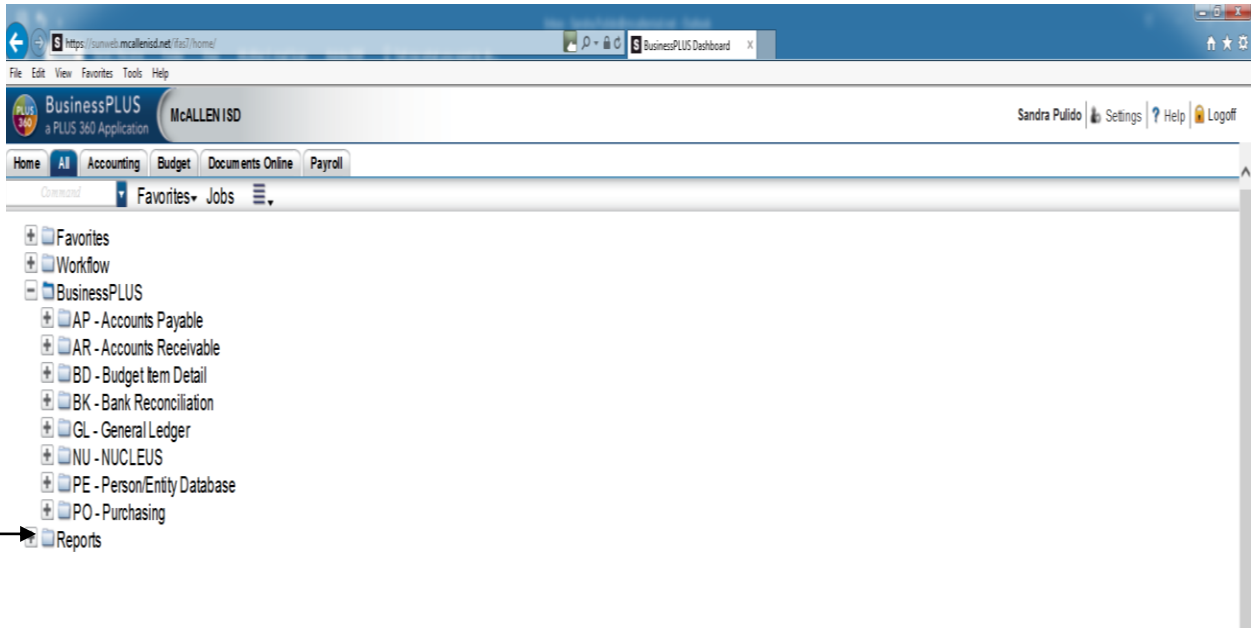 https://sunweb.mcallenisd.net/ifas7/home/
BusinessPLUS Dashboard
File Edit View Favorites Tools Help
PLUS 360
BusinessPLUS
a PLUS 360 Application
McALLEN ISD
Sandra Pulido Settings ? Help Logoff
Home All Accounting Budget Documents Online Payroll
Command Favorites Jobs
Favorites
Workflow
BusinessPLUS
AP - Accounts Payable
AR - Accounts Receivable
BD - Budget Item Detail
BK - Bank Reconciliation
GL - General Ledger
NU - NUCLEUS
PE - Person/Entity Database
PO - Purchasing
Reports